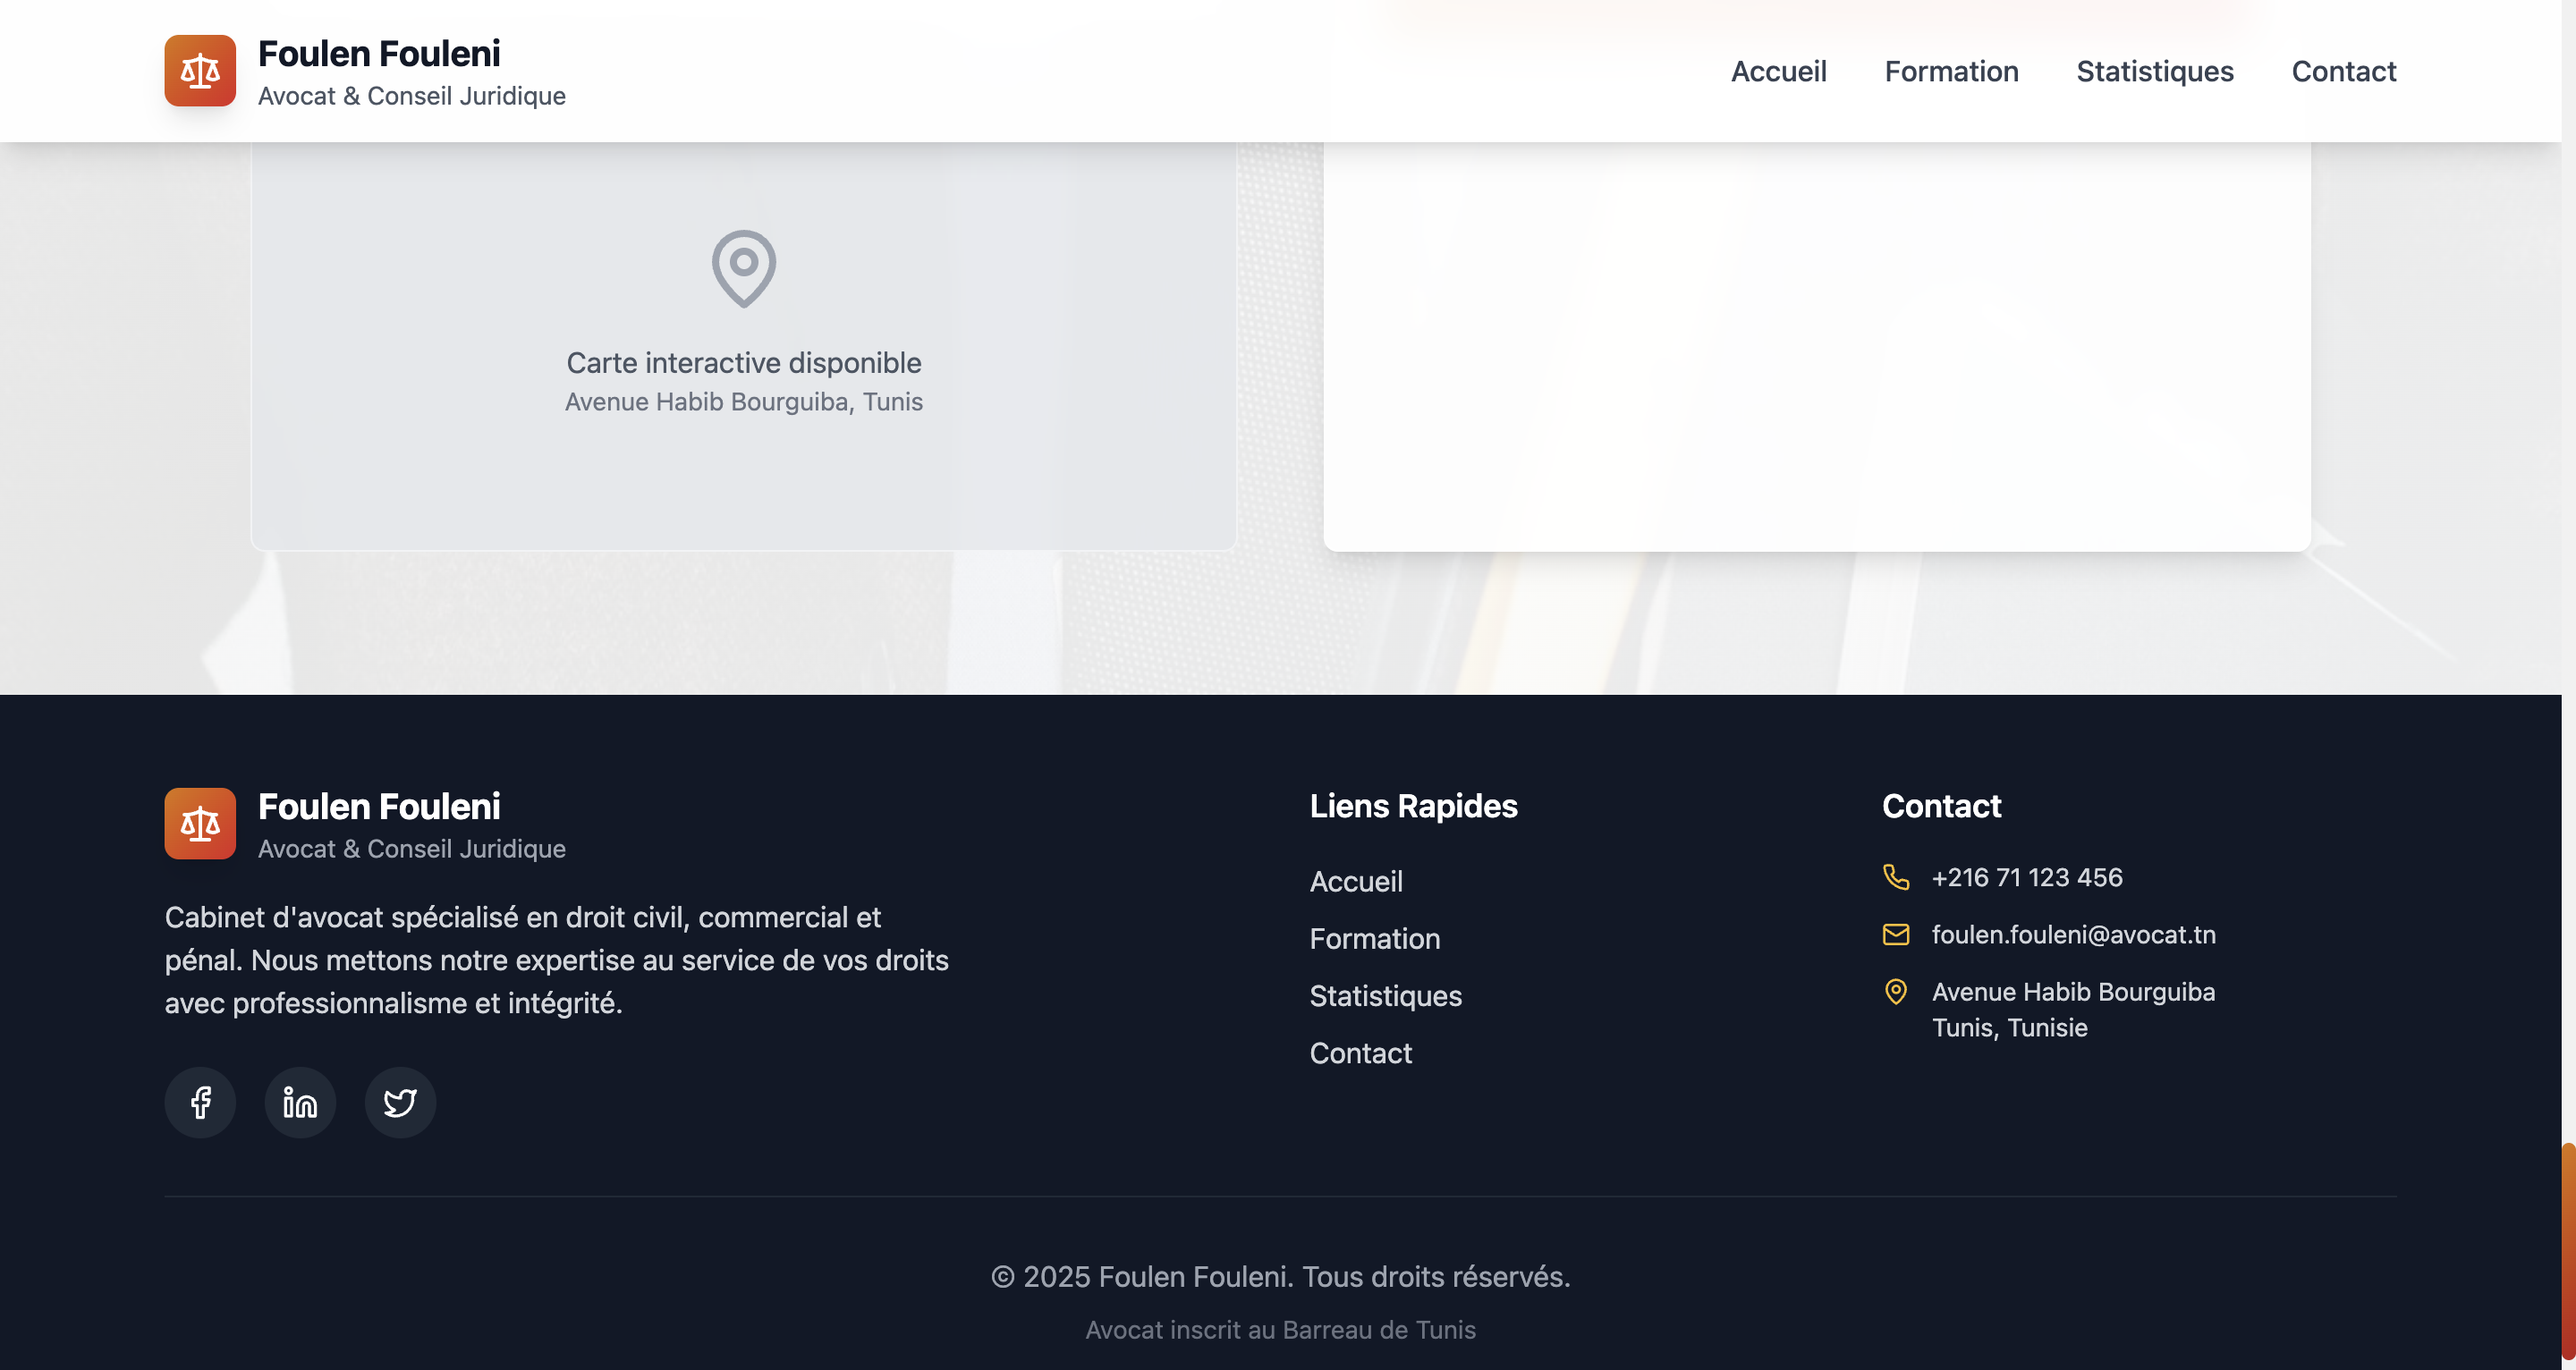 Foulen Fouleni
Avocat & Conseil Juridique
Accueil
Formation
Statistiques
Contact
Carte interactive disponible
Avenue Habib Bourguiba, Tunis
Foulen Fouleni
Avocat & Conseil Juridique
Cabinet d'avocat spécialisé en droit civil, commercial et
pénal. Nous mettons notre expertise au service de vos droits
avec professionnalisme et intégrité.
Liens Rapides
Accueil
Formation
Statistiques
Contact
Contact
+216 71 123 456
foulen.fouleni@avocat.tn
Avenue Habib Bourguiba
Tunis, Tunisie
© 2025 Foulen Fouleni. Tous droits réservés.
Avocat inscrit au Barreau de Tunis